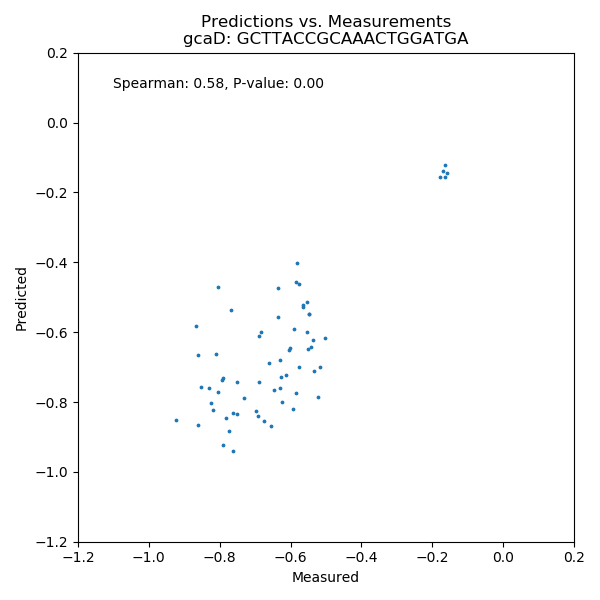 Predictions vs. Measurements
gcaD: GCTTACCGCAAACTGGATGA
Spearman: 0.58, P-value: 0.00
0.2
0.0
−0.2
−0.4
−0.6
−0.8
−1.0
−1.2
Predicted
−1.2 −1.0 −0.8 −0.6 −0.4 −0.2 0.0 0.2
Measured